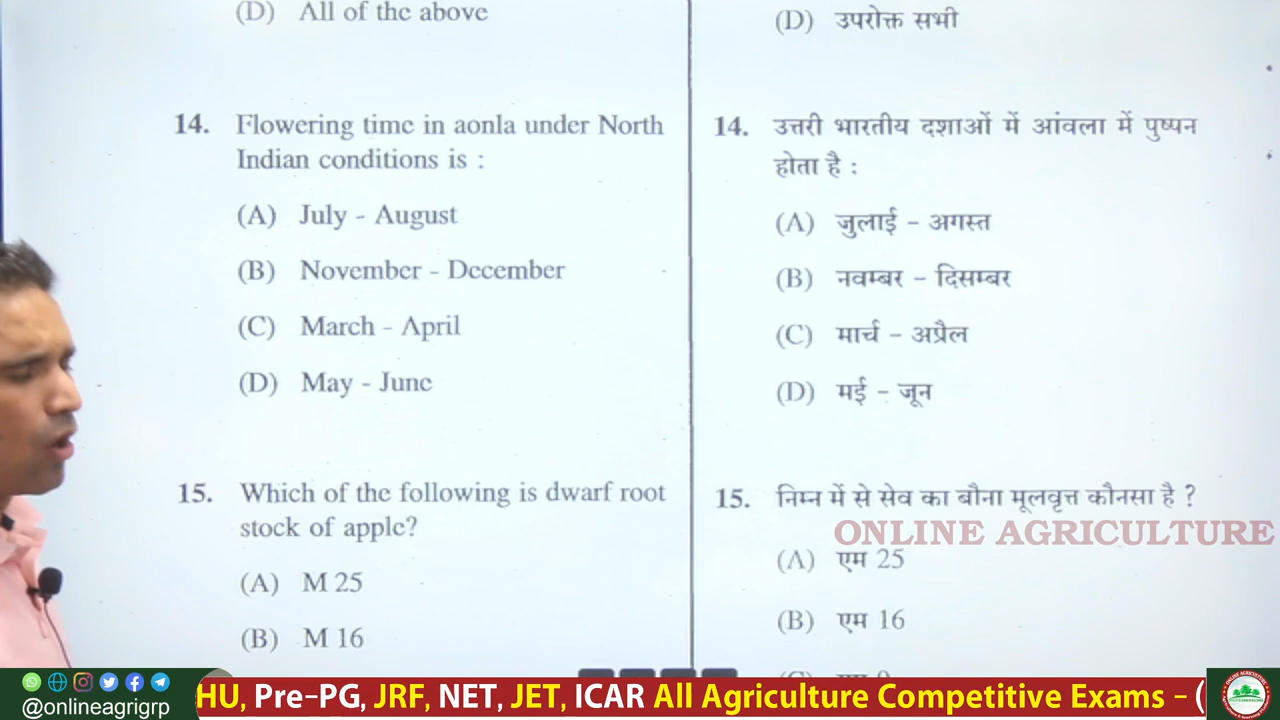 (D) All of the above
14. Flowering time in aonla under North
Indian conditions is :
(A) July - August
(B) November - December
(C) March - April
(D) May - June
15. Which of the following is dwarf root
stock of apple?
(A) M 25
(B) M 16
(D) उपरोक्त सभी
14. उत्तरी भारतीय दशाओं में आंवला में पुष्पन
होता है :
(A) जुलाई - अगस्त
(B) नवम्बर - दिसम्बर
(C) मार्च - अप्रैल
(D) मई - जून
15. निम्न में से सेव का बौना मूलवृत्त कौनसा है ?
ONLINE AGRICULTURE
(A) एम 25
(B) एम 16
@onlineagrigrp
HU, Pre-PG, JRF, NET, JET, ICAR All Agriculture Competitive Exams - (